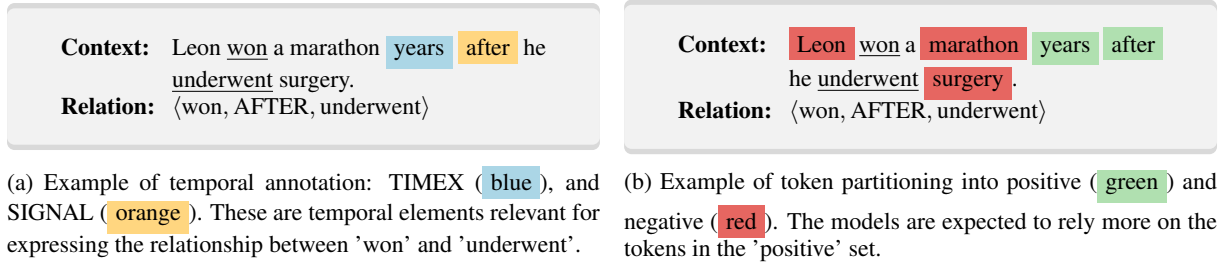 Context: Leon won a marathon years after he
underwent surgery.
Relation: ⟨won, AFTER, underwent⟩
(a) Example of temporal annotation: TIMEX ( blue ), and
SIGNAL ( orange ). These are temporal elements relevant for
expressing the relationship between ’won’ and ’underwent’.
Context: Leon won a marathon years after
he underwent surgery .
Relation: ⟨won, AFTER, underwent⟩
(b) Example of token partitioning into positive ( green ) and
negative ( red ). The models are expected to rely more on the
tokens in the ’positive’ set.